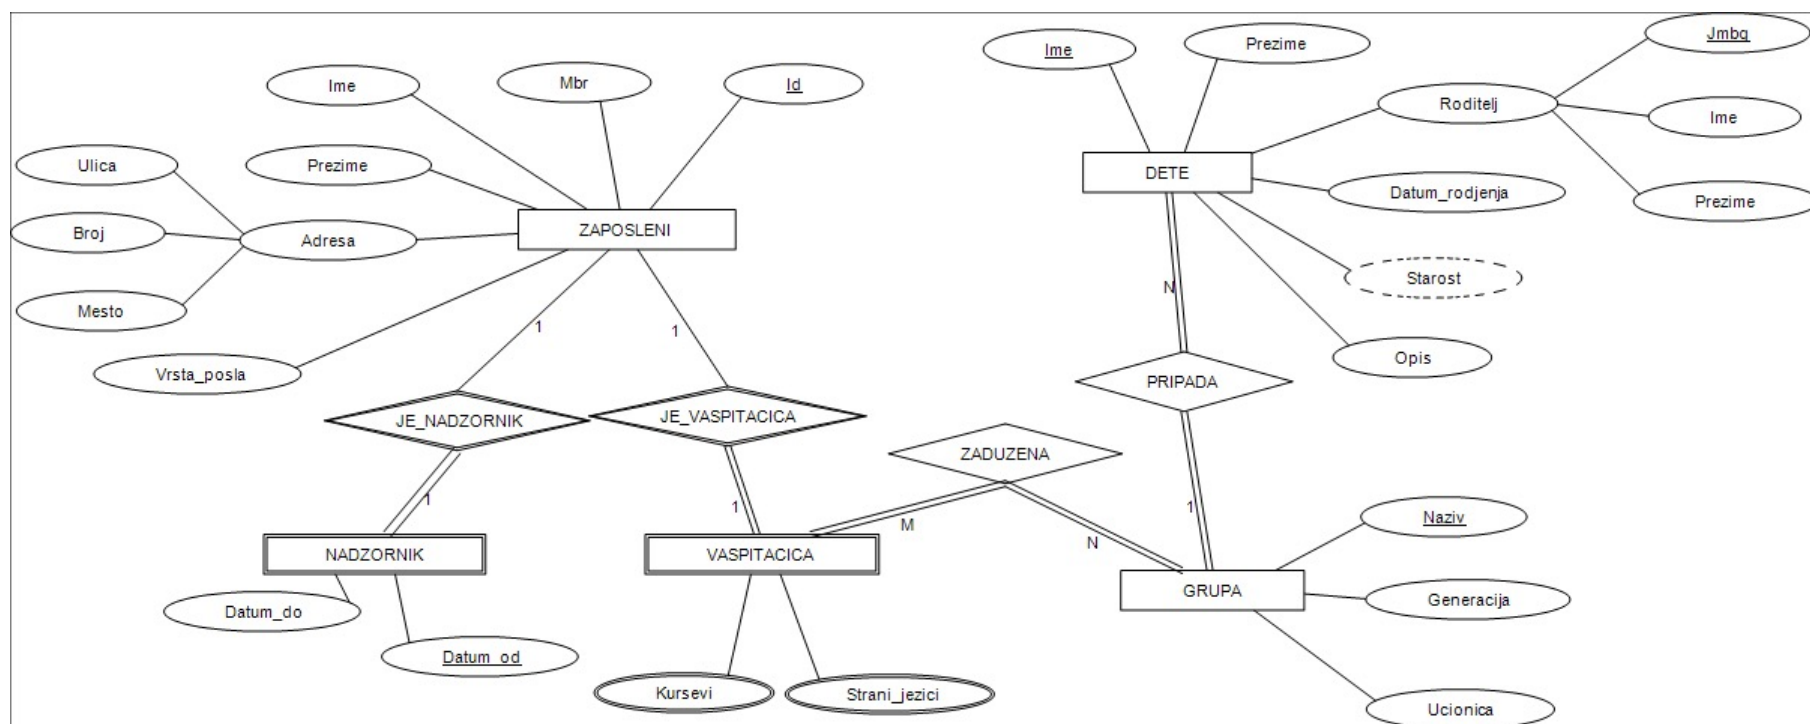 Jmbg
Ime
Prezime
Ime
Mbr
Id
Roditelj
Ime
Ulica
Prezime
DETE
Datum_rodjenja
Prezime
Broj
Adresa
ZAPOSLENI
Starost
N
Mesto
1
1
Opis
Vrsta_posla
PRIPADA
JE_NADZORNIK
JE_VASPITACICA
ZADUZENA
1
1
1
M
N
Naziv
NADZORNIK
VASPITACICA
GRUPA
Generacija
Datum_do
Datum_od
Kursevi
Strani_jezici
Ucionica